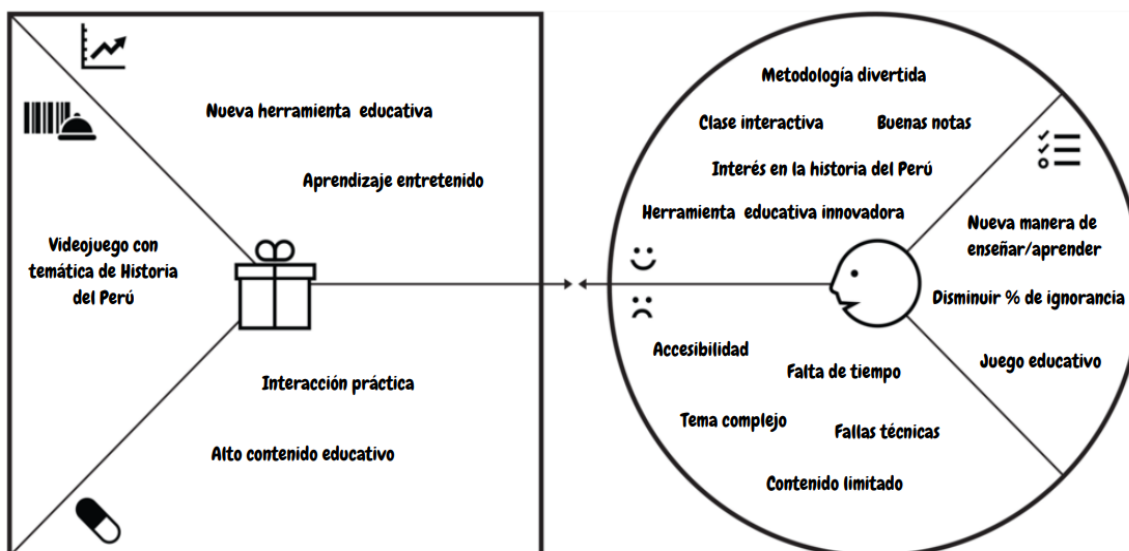 Nueva herramienta educativa
Aprendizaje entretenido
Videojuego con
temática de Historia
del Perú
Interacción práctica
Alto contenido educativo
Metodología divertida
Clase interactiva
Buenas notas
Interés en la historia del Perú
Herramienta educativa innovadora
Nueva manera de
enseñar/aprender
Disminuir % de ignorancia
Juego educativo
Accesibilidad
Falta de tiempo
Tema complejo
Fallas técnicas
Contenido limitado